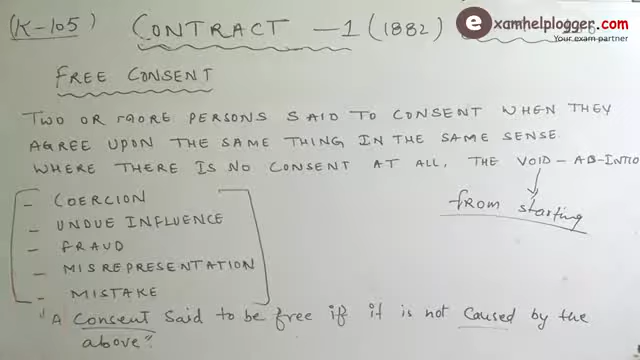 (K-105) CONTRACT -1 (1882)
examhelplogger.com
Your exam partner
FREE CONSENT
TWO OR MORE PERSONS SAID TO CONSENT WHEN THEY
AGREE UPON THE SAME THING IN THE SAME SENSE
WHERE THERE IS NO CONSENT AT ALL, THE VOID - AB-INTIO
from starting
- COERCION
- UNDUE INFLUENCE
- FRAUD
- MISREPRESENTATION
- MISTAKE
"A Consent said to be free if it is not caused by the
above".